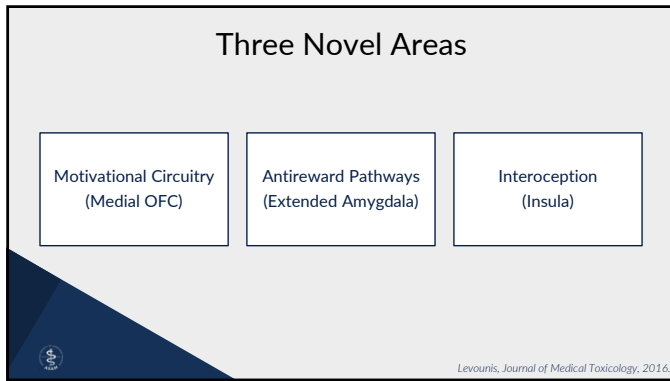 Three Novel Areas
Motivational Circuitry
(Medial OFC)
Antireward Pathways
(Extended Amygdala)
Interoception
(Insula)
ASAM
Levounis, Journal of Medical Toxicology, 2016.